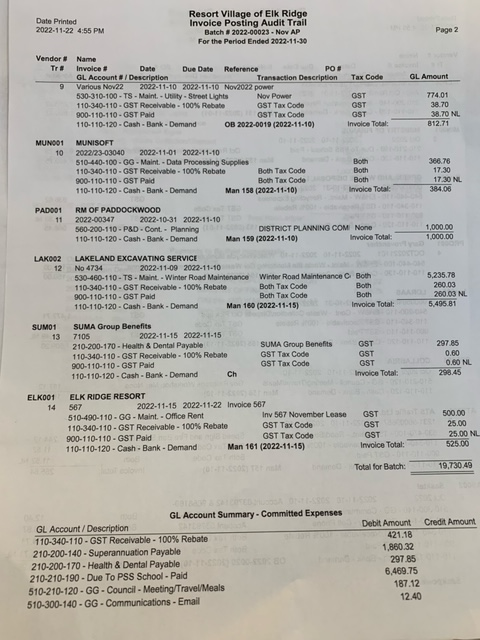 Date Printed
2022-11-22 4:55 PM
Resort Village of Elk Ridge
Invoice Posting Audit Trail
Batch # 2022-00023 - Nov AP
For the Period Ended 2022-11-30
Page 2
Vendor # Name
Tr # Invoice # Date Due Date Reference PO #
GL Account # / Description Transaction Description Tax Code GL Amount
9 Various Nov22 2022-11-10 2022-11-10 Nov2022 power
530-310-100 - TS - Maint. - Utility - Street Lights Nov Power GST 774.01
110-340-110 - GST Receivable - 100% Rebate GST Tax Code GST 38.70
900-110-110 - GST Paid GST Tax Code GST 38.70 NL
110-110-120 - Cash - Bank - Demand OB 2022-0019 (2022-11-10) Invoice Total: 812.71
MUN001 MUNISOFT
10 2022/23-03040 2022-11-01 2022-11-10
510-440-100 - GG - Maint. - Data Processing Supplies Both 366.76
110-340-110 - GST Receivable - 100% Rebate Both Tax Code Both 17.30
900-110-110 - GST Paid Both Tax Code Both 17.30 NL
110-110-120 - Cash - Bank - Demand Man 158 (2022-11-10) Invoice Total: 384.06
PAD001 RM OF PADDOCKWOOD
11 2022-00347 2022-10-31 2022-11-10
560-200-110 - P&D - Cont. - Planning DISTRICT PLANNING COM None 1,000.00
110-110-120 - Cash - Bank - Demand Man 159 (2022-11-10) Invoice Total: 1,000.00
LAK002 LAKELAND EXCAVATING SERVICE
12 No 4734 2022-11-09 2022-11-10
530-460-110 - TS - Maint. - Winter Road Maintenance Winter Road Maintenance C Both 5,235.78
110-340-110 - GST Receivable - 100% Rebate Both Tax Code Both 260.03
900-110-110 - GST Paid Both Tax Code Both 260.03 NL
110-110-120 - Cash - Bank - Demand Man 160 (2022-11-10) Invoice Total: 5,495.81
SUM01 SUMA Group Benefits
13 7105 2022-11-15 2022-11-15
210-200-170 - Health & Dental Payable SUMA Group Benefits GST 297.85
110-340-110 - GST Receivable - 100% Rebate GST Tax Code GST 0.60
900-110-110 - GST Paid GST Tax Code GST 0.60 NL
110-110-120 - Cash - Bank - Demand Ch Invoice Total: 298.45
ELK001 ELK RIDGE RESORT
14 567 2022-11-15 2022-11-22 Invoice 567
510-490-110 - GG - Maint. - Office Rent Inv 567 November Lease GST 500.00
110-340-110 - GST Receivable - 100% Rebate GST Tax Code GST 25.00
900-110-110 - GST Paid GST Tax Code GST 25.00 NL
110-110-120 - Cash - Bank - Demand Man 161 (2022-11-15) Invoice Total: 525.00
Total for Batch: 19,730.49
GL Account Summary - Committed Expenses
GL Account / Description Debit Amount Credit Amount
110-340-110 - GST Receivable - 100% Rebate 421.18
210-200-140 - Superannuation Payable 1,860.32
210-200-170 - Health & Dental Payable 297.85
210-210-190 - Due To PSS School - Paid 6,469.75
510-210-120 - GG - Council - Meeting/Travel/Meals 187.12
510-300-140 - GG - Communications - Email 12.40